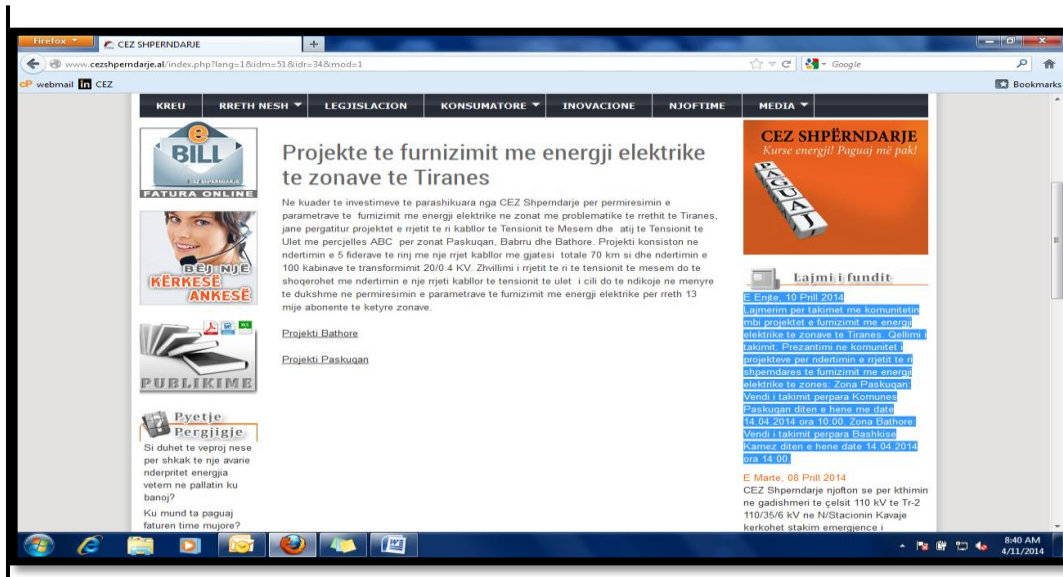 Firefox
CEZ SHPERNDARJE
+
www.cezshperndarje.al/index.php?lang=1&idm=51&idr=34&mod=1
Google
cP webmail in CEZ
Bookmarks
KREU RRETH NESH LEGJISLACION KONSUMATORE INOVACIONE NJOFTIME MEDIA
e
BILL
FATURA ONLINE
BËJ NJË
KËRKESË
ANKESË
PUBLIKIME
Pyetje
Pergjigje
Si duhet te veproj nese
per shkak te nje avarie
nderpritet energjia
vetem ne pallatin ku
banoj?
Ku mund ta paguaj
faturen time mujore?
Projekte te furnizimit me energji elektrike
te zonave te Tiranes
Ne kuader te investimeve te parashikuara nga CEZ Shperndarje per permiresimin e
parametrave te furnizimit me energji elektrike ne zonat me problematike te rrethit te Tiranes,
jane pergatitur projektet e rrjetit te ri kabllor te Tensionit te Mesem dhe atij te Tensionit te
Ulet me percjelles ABC per zonat Paskuqan, Babrru dhe Bathore. Projekti konsiston ne
ndertimin e 5 fiderave te rinj me nje rrjet kabllor me gjatesi totale 70 km si dhe ndertimin e
100 kabinave te transformimit 20/0.4 KV. Zhvillimi i rrjetit te ri te tensionit te mesem do te
shoqerohet me ndertimin e nje rrjeti kabllor te tensionit te ulet i cili do te ndikoje ne menyre
te dukshme ne permiresimin e parametrave te furnizimit me energji elektrike per rreth 13
mije abonente te ketyre zonave.
Projekti Bathore
Projekti Paskuqan
CEZ SHPËRNDARJE
Kurse energji! Paguaj më pak!
PAGUAJ
Lajmi i fundit
E Enjte, 10 Prill 2014
Lajmerim per takimet me komunitetin
mbi projektet e furnizimit me energji
elektrike te zonave te Tiranes. Qellimi i
takimit: Prezantimi ne komunitet i
projekteve per ndertimin e rrjetit te ri
shperndares te furnizimit me energji
elektrike te zones: Zona Paskuqan:
Vendi i takimit perpara Komunes
Paskuqan diten e hene me date
14.04.2014 ora 10:00. Zona Bathore:
Vendi i takimit perpara Bashkise
Kamez diten e hene date 14.04.2014
ora 14:00.
E Marte, 08 Prill 2014
CEZ Shperndarje njofton se per kthimin
ne gadishmeri te çelsit 110 kV te Tr-2
110/35/6 kV ne N/Stacionin Kavaje
kerkohet stakim emergjence i
8:40 AM
4/11/2014